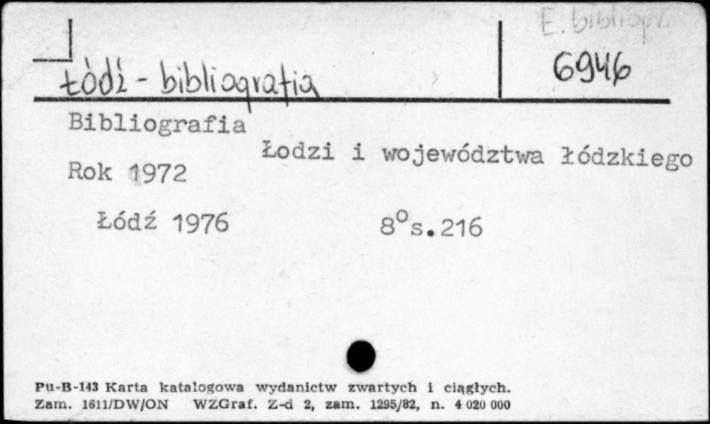 E. bibliogr.
6946
Łódź - bibliografia
Bibliografia
Łodzi i województwa łódzkiego
Rok 1972
Łódź 1976 8° s.216
Pu-B-143 Karta katalogowa wydanictw zwartych i ciągłych.
Zam. 1611/DW/ON WZGraf. Z-d 2, zam. 1295/82, n. 4 020 000